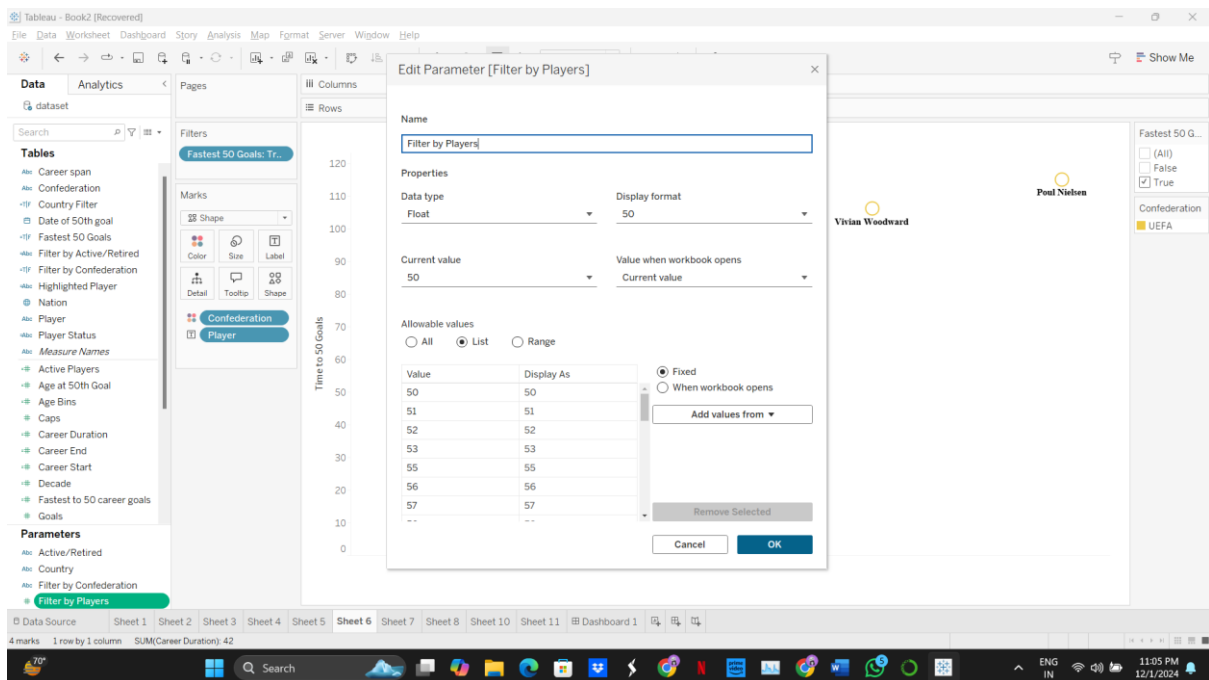 Tableau - Book2 [Recovered]
File Data Worksheet Dashboard Story Analysis Map Format Server Window Help
Show Me
Data Analytics
dataset
Search
Tables
Abc Career span
Abc Confederation
Country Filter
Date of 50th goal
Fastest 50 Goals
Filter by Active/Retired
Filter by Confederation
Highlighted Player
Nation
Abc Player
Player Status
Abc Measure Names
Active Players
Age at 50th Goal
Age Bins
# Caps
Career Duration
Career End
Career Start
Decade
Fastest to 50 career goals
# Goals
Parameters
Abc Active/Retired
Abc Country
Abc Filter by Confederation
# Filter by Players
Pages
Filters
Fastest 50 Goals: Tr..
Marks
Shape
Color Size Label
Detail Tooltip Shape
Confederation
Player
Columns
Rows
Time to 50 Goals
120
110
100
90
80
70
60
50
40
30
20
10
0
Edit Parameter [Filter by Players]
Name
Filter by Players
Properties
Data type Display format
Float 50
Current value Value when workbook opens
50 Current value
Allowable values
All List Range
Value Display As
50 50
51 51
52 52
53 53
55 55
56 56
57 57
Fixed
When workbook opens
Add values from
Remove Selected
Cancel OK
Vivian Woodward
Poul Nielsen
Fastest 50 G...
(All)
False
True
Confederation
UEFA
Data Source Sheet 1 Sheet 2 Sheet 3 Sheet 4 Sheet 5 Sheet 6 Sheet 7 Sheet 8 Sheet 10 Sheet 11 Dashboard 1
4 marks 1 row by 1 column SUM(Career Duration): 42
70°
Search
prime video
ENG
IN
11:05 PM
12/1/2024